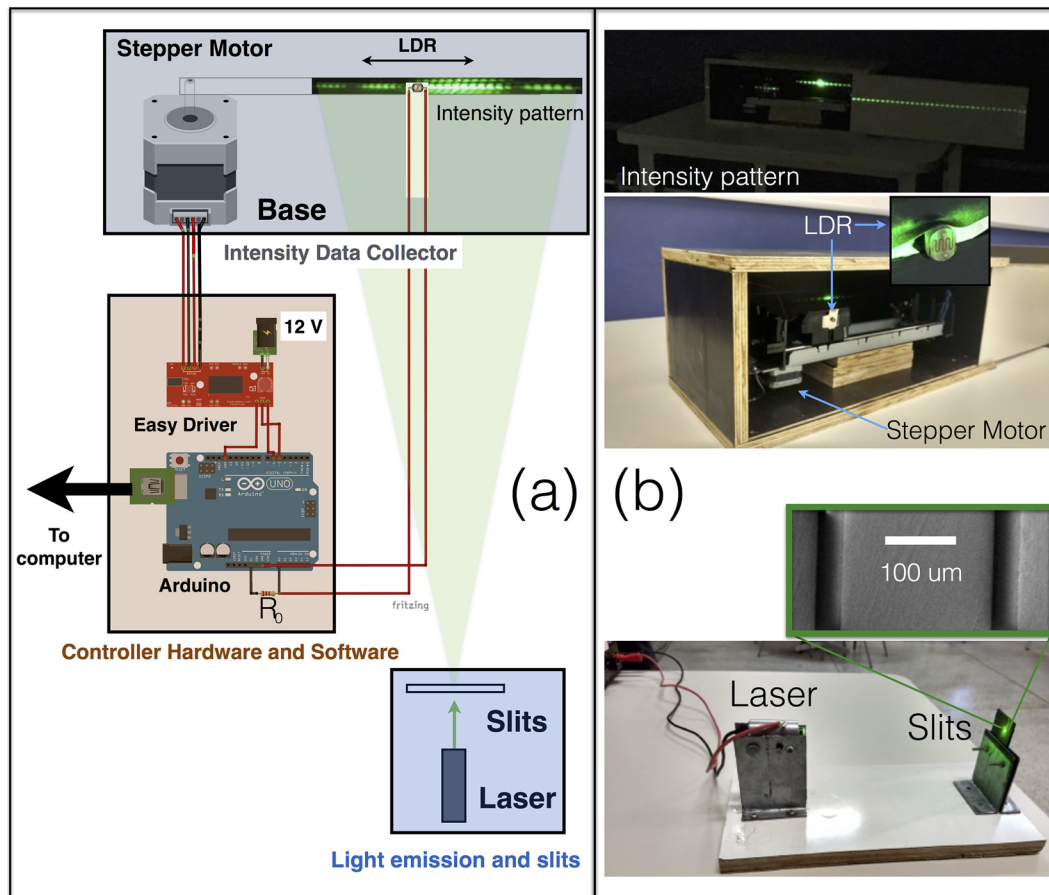 Stepper Motor
LDR
Intensity pattern
Base
Intensity Data Collector
12 V
Easy Driver
To
computer
UNO
Arduino
Arduino
R0
fritzing
Controller Hardware and Software
Slits
Laser
Light emission and slits
(a)
(b)
Intensity pattern
LDR
Stepper Motor
100 um
Laser
Slits